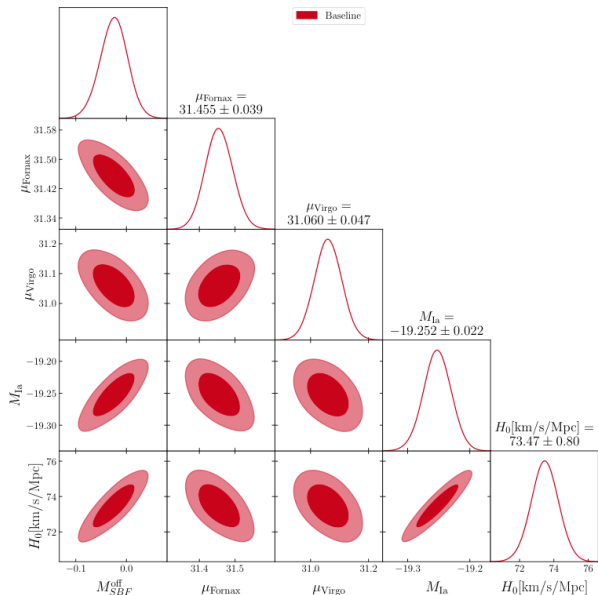 Baseline
μ_Fornax =
31.455 ± 0.039
31.58
31.50
31.42
31.34
μ_Fornax
μ_Virgo =
31.060 ± 0.047
31.2
31.1
31.0
μ_Virgo
M_Ia =
−19.252 ± 0.022
−19.20
−19.25
−19.30
M_Ia
H_0[km/s/Mpc] =
73.47 ± 0.80
76
74
72
H_0[km/s/Mpc]
−0.1 0.0 31.4 31.5 31.0 31.2 −19.3 −19.2 72 74 76
M_SBF^off μ_Fornax μ_Virgo M_Ia H_0[km/s/Mpc]